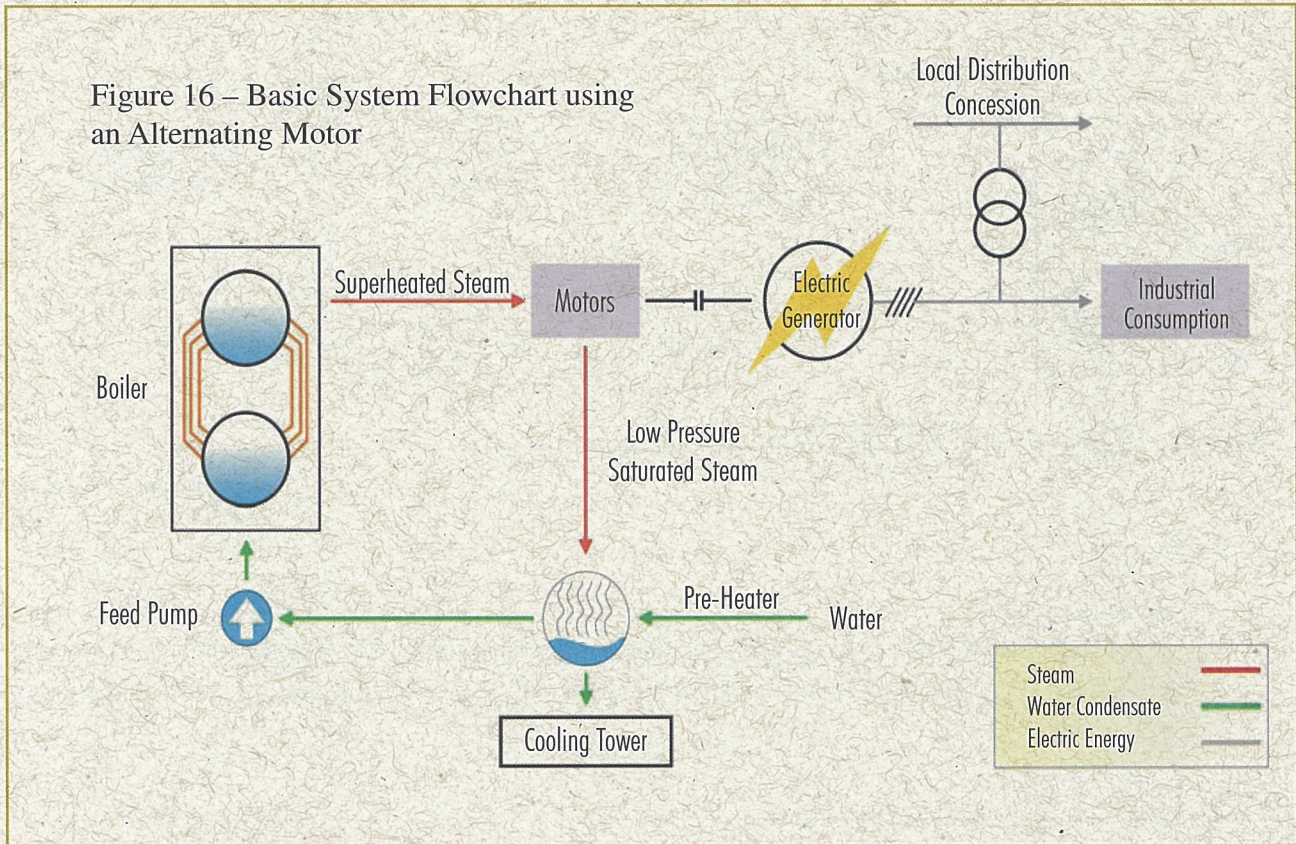 Figure 16 – Basic System Flowchart using
an Alternating Motor
Local Distribution
Concession
Superheated Steam
Motors
Electric
Generator
Industrial
Consumption
Boiler
Low Pressure
Saturated Steam
Feed Pump
Pre-Heater
Water
Cooling Tower
Steam
Water Condensate
Electric Energy